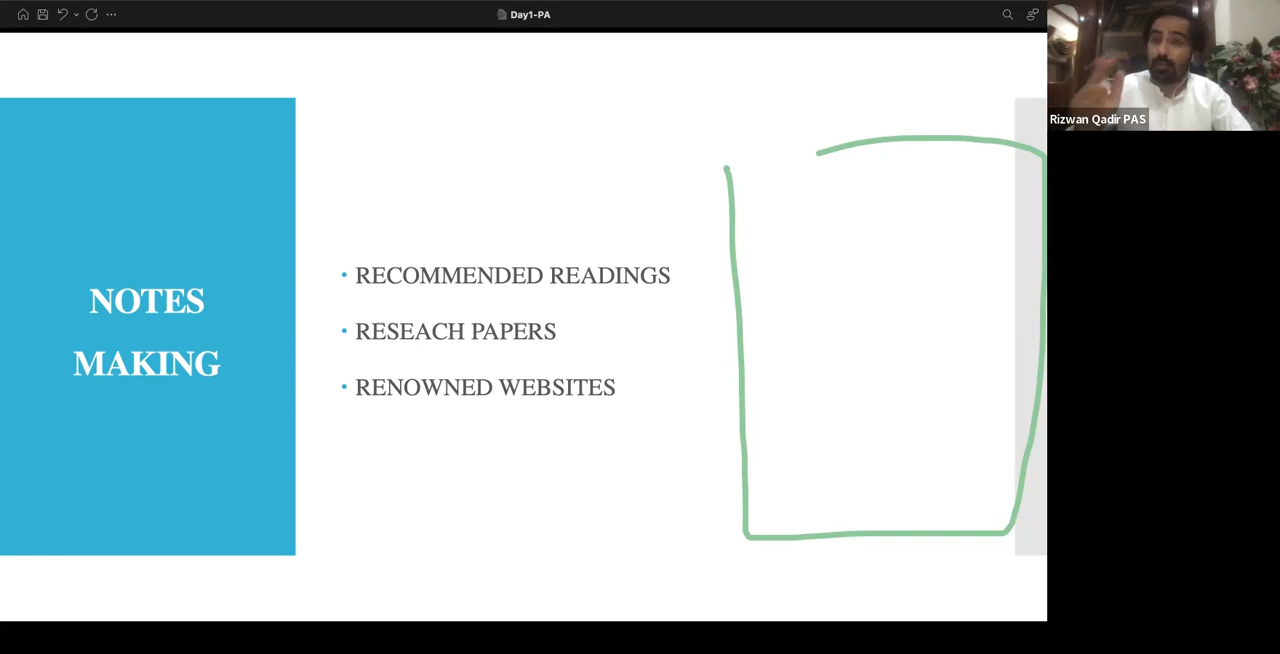 Day1-PA
Rizwan Qadir PAS
NOTES
MAKING
• RECOMMENDED READINGS
• RESEACH PAPERS
• RENOWNED WEBSITES